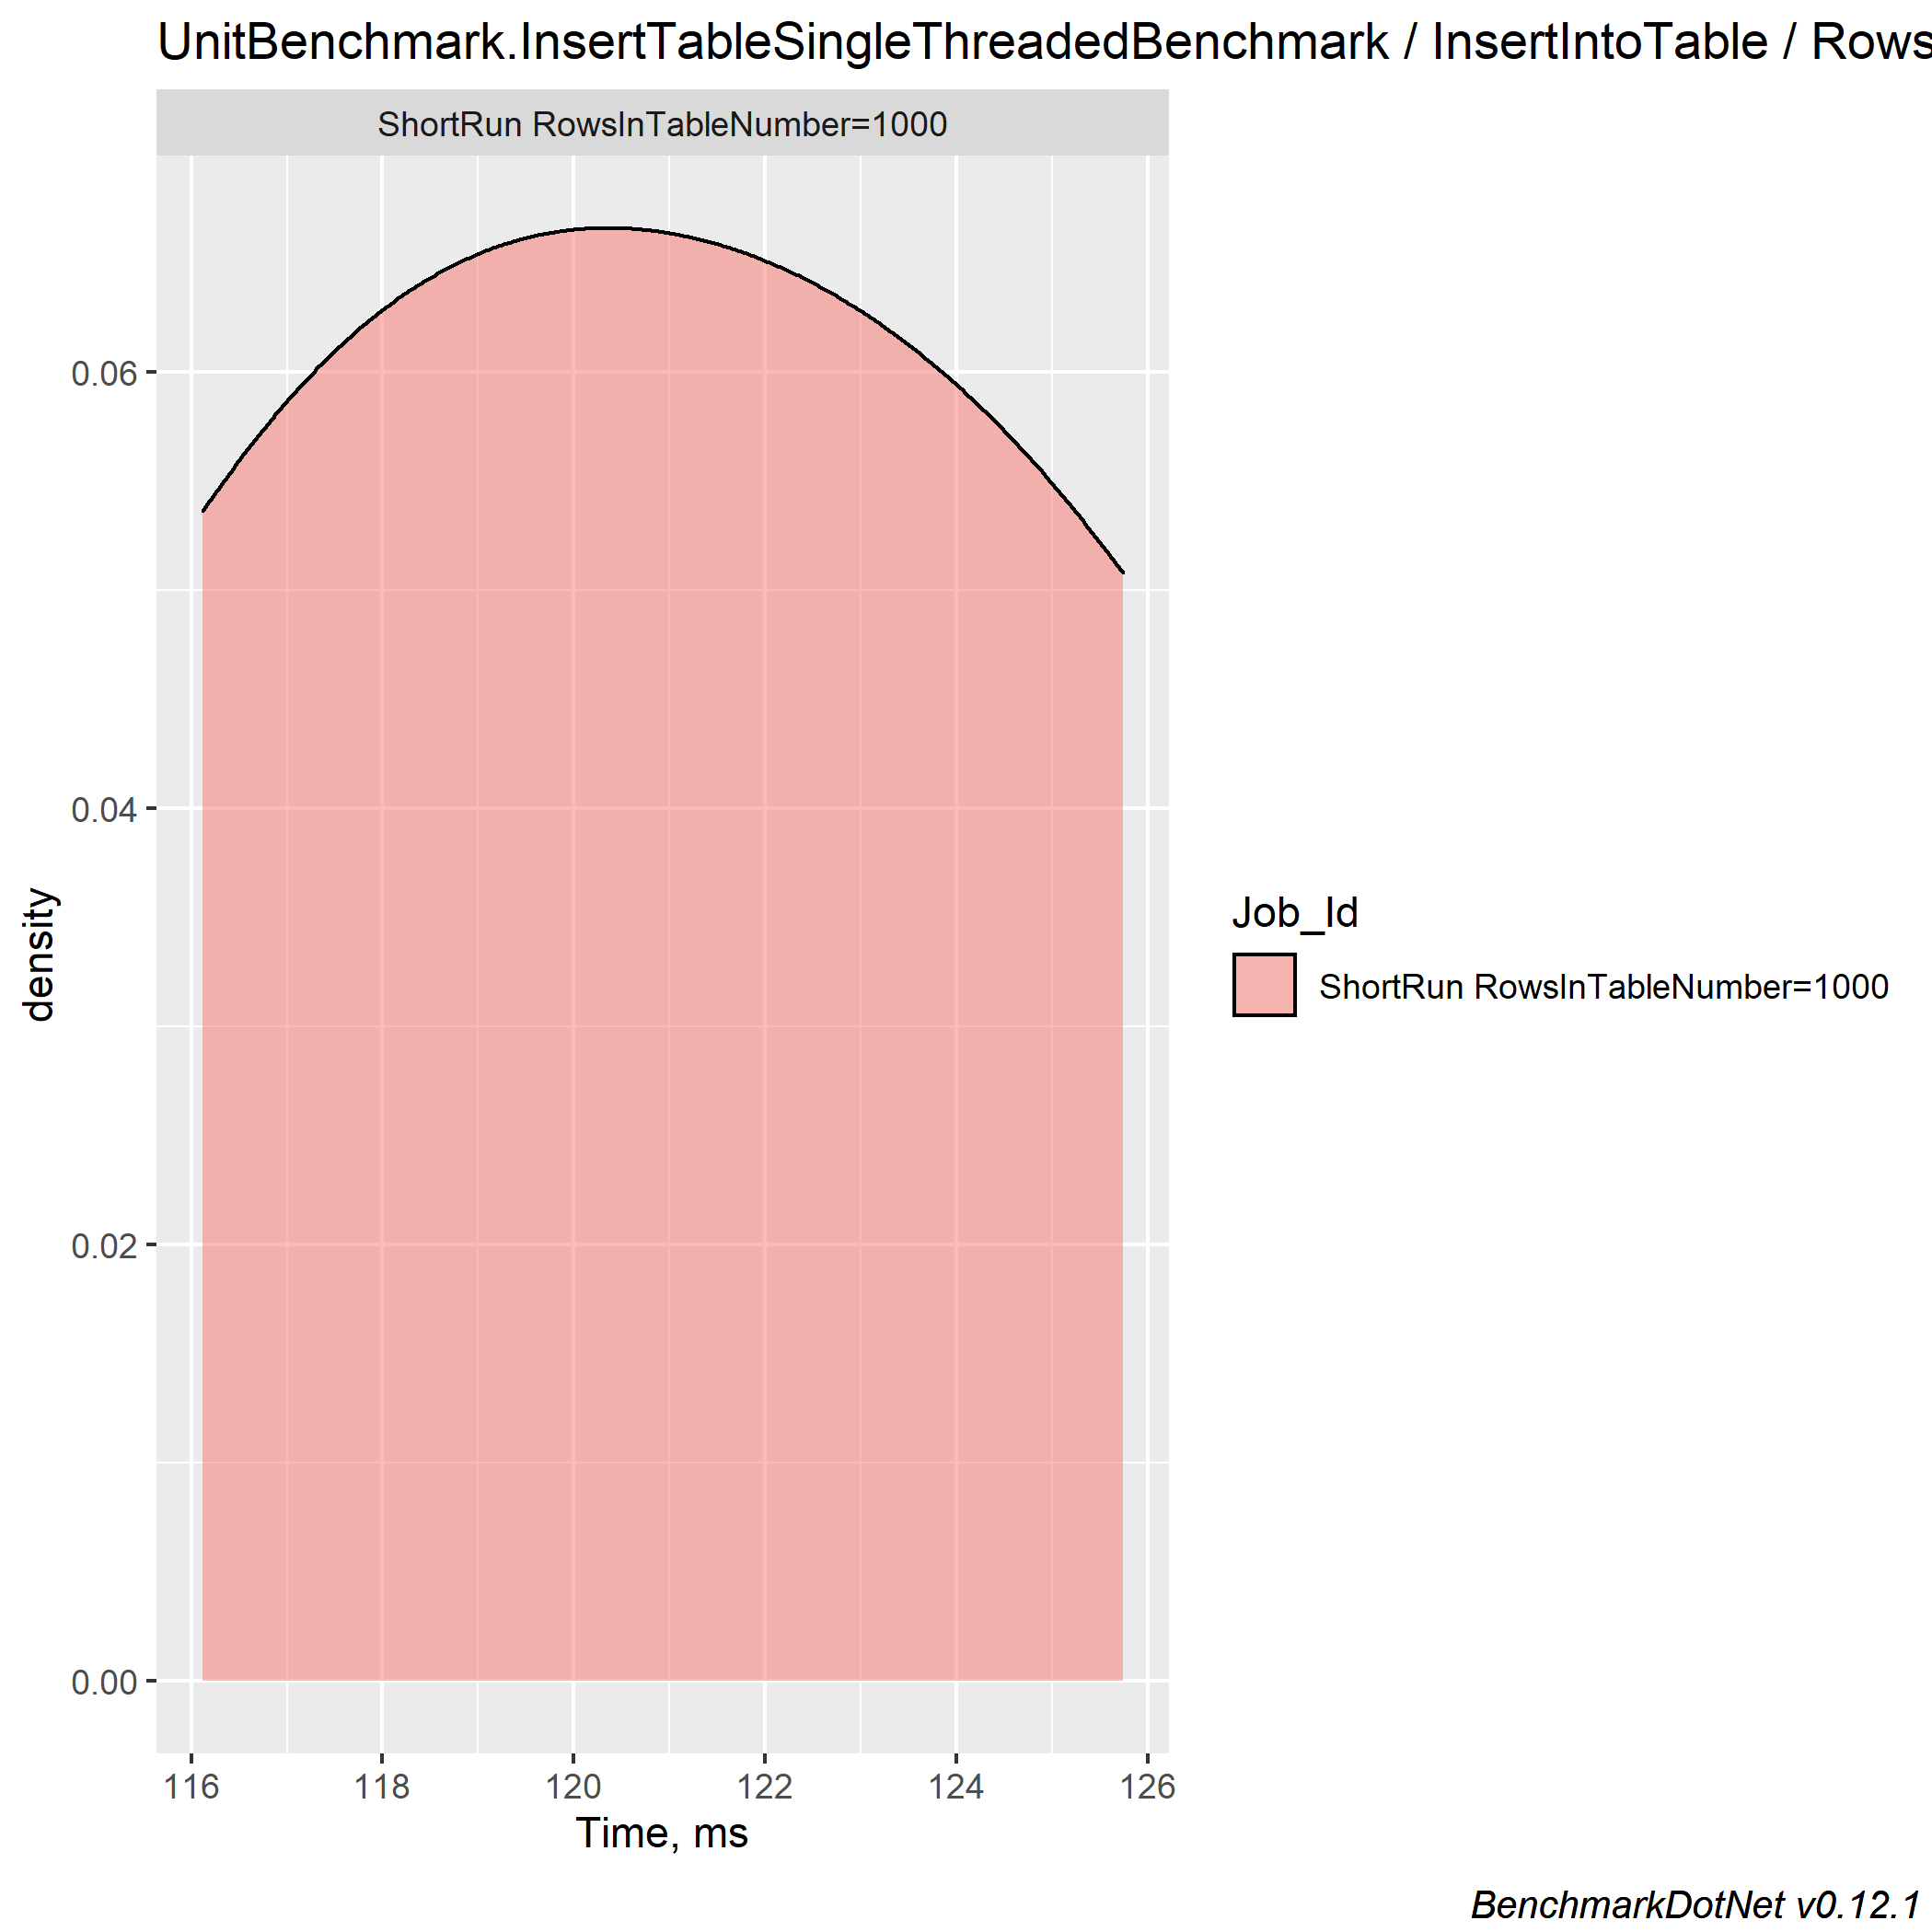 UnitBenchmark.InsertTableSingleThreadedBenchmark / InsertIntoTable / Rows
ShortRun RowsInTableNumber=1000
0.06
0.04
0.02
0.00
density
116 118 120 122 124 126
Time, ms
Job_Id
ShortRun RowsInTableNumber=1000
BenchmarkDotNet v0.12.1